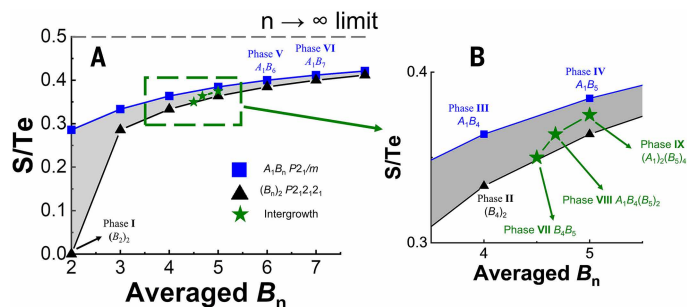 n → ∞ limit
A
Phase V
A₁B₆
Phase VI
A₁B₇
0.5
0.4
0.3
0.2
0.1
0.0
S/Te
A₁Bₙ P2₁/m
(Bₙ)₂ P2₁2₁2₁
Intergrowth
Phase I
(B₂)₂
2 3 4 5 6 7
Averaged Bₙ
B
Phase IV
A₁B₅
Phase III
A₁B₄
0.4
0.3
S/Te
Phase IX
(A₁)₂(B₅)₄
Phase II
(B₄)₂
Phase VIII A₁B₄(B₅)₂
Phase VII B₄B₅
4 5
Averaged Bₙ